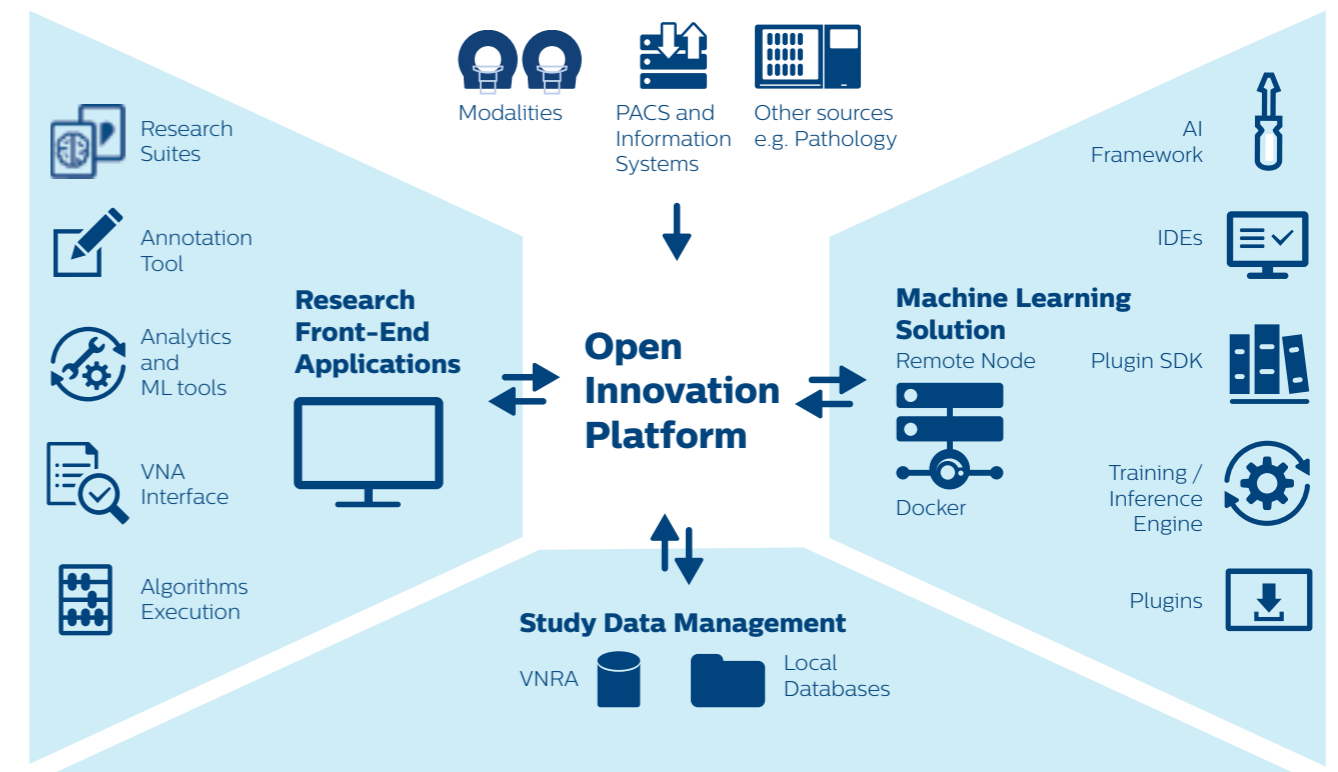 Modalities
PACS and
Information
Systems
Other sources
e.g. Pathology
Research
Suites
Annotation
Tool
Analytics
and
ML tools
VNA
Interface
Algorithms
Execution
Research
Front-End
Applications
Open
Innovation
Platform
Machine Learning
Solution
Remote Node
Docker
AI
Framework
IDEs
Plugin SDK
Training /
Inference
Engine
Plugins
Study Data Management
VNRA
Local
Databases